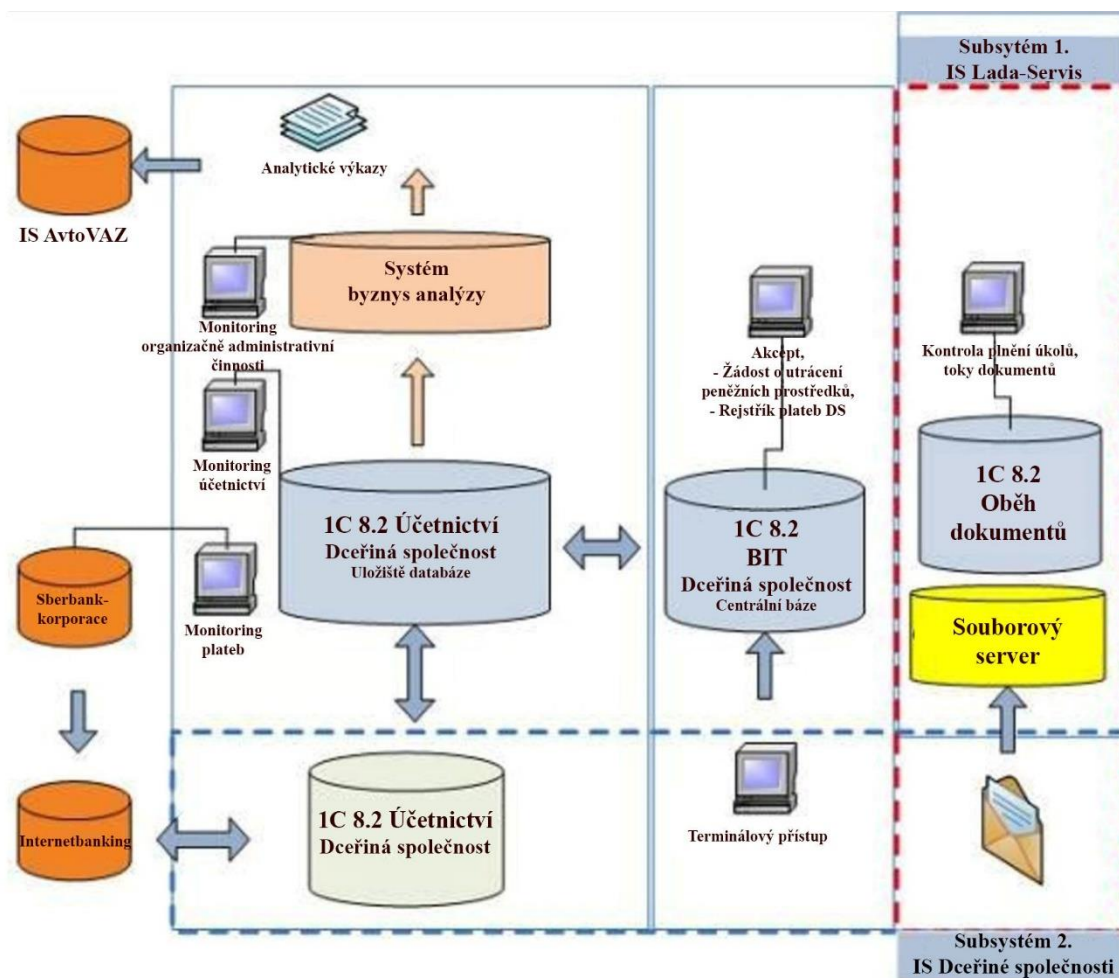 Subsytém 1.
IS Lada-Servis
Analytické výkazy
IS AvtoVAZ
Systém
byznys analýzy
Monitoring
organizačně administrativní
činnosti
Akcept,
- Žádost o utrácení
peněžních prostředků,
- Rejstřík plateb DS
Kontrola plnění úkolů,
toky dokumentů
Monitoring
účetnictví
1C 8.2 Účetnictví
Dceřiná společnost
Uložiště databáze
1C 8.2
BIT
Dceřiná společnost
Centrální báze
1C 8.2
Oběh
dokumentů
Sberbank-
korporace
Monitoring
plateb
Souborový
server
Internetbanking
1C 8.2 Účetnictví
Dceřiná společnost
Terminálový přístup
Subsystém 2.
IS Dceřiné společnosti